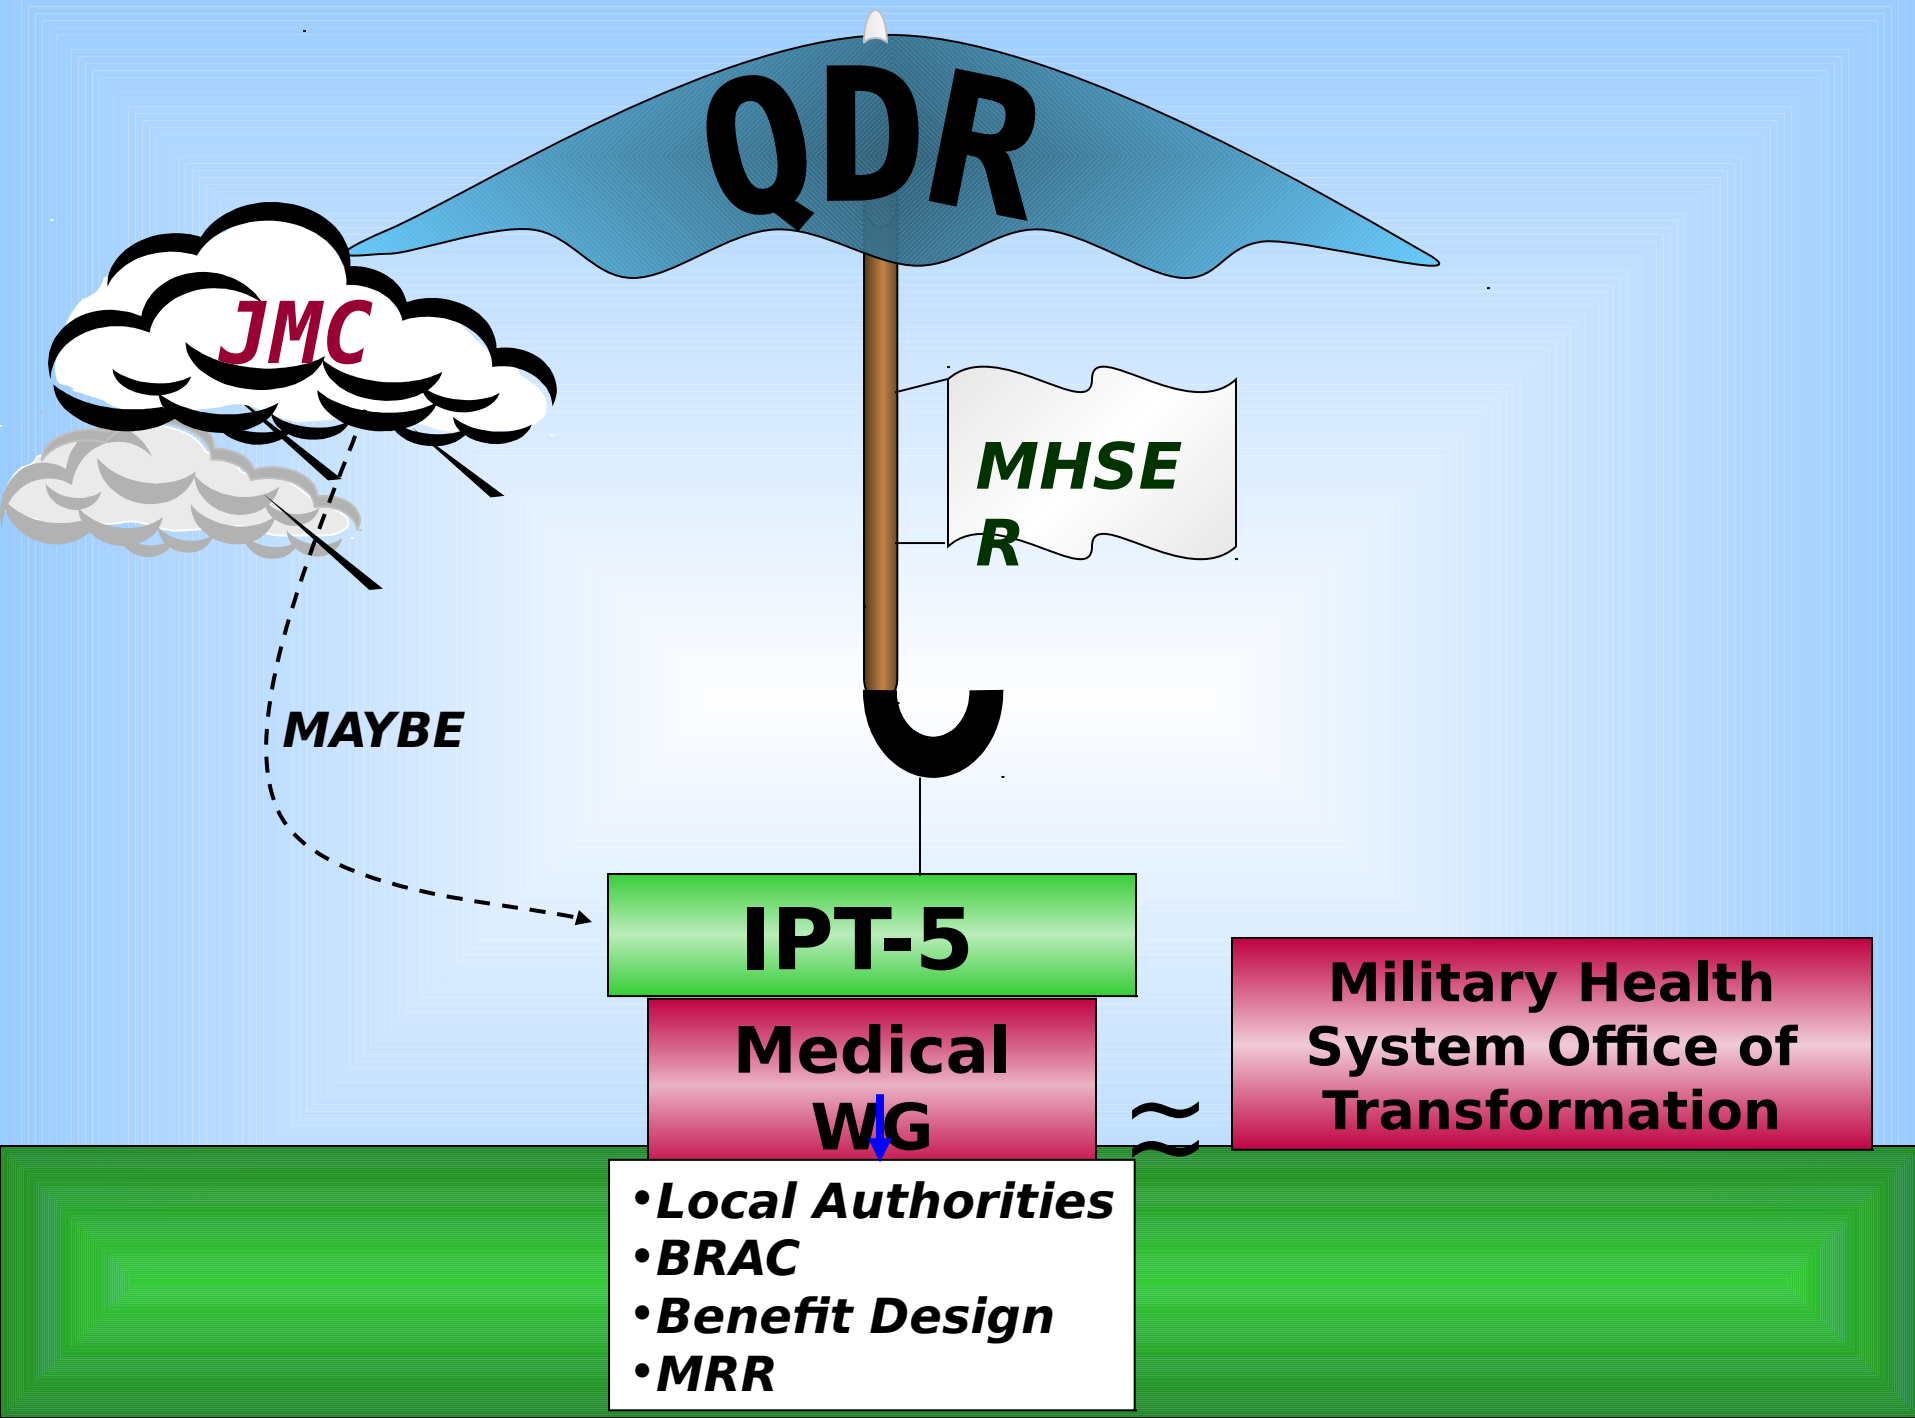 QDR
JMC
MHSE
R
MAYBE
IPT-5
Medical
WG
≈
Military Health
System Office of
Transformation
•Local Authorities
•BRAC
•Benefit Design
•MRR